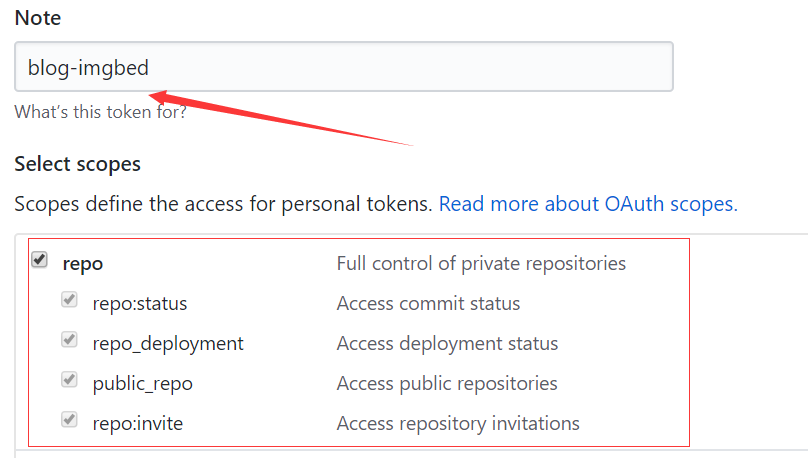 Note
blog-imgbed
What's this token for?
Select scopes
Scopes define the access for personal tokens. Read more about OAuth scopes.
repo Full control of private repositories
repo:status Access commit status
repo_deployment Access deployment status
public_repo Access public repositories
repo:invite Access repository invitations